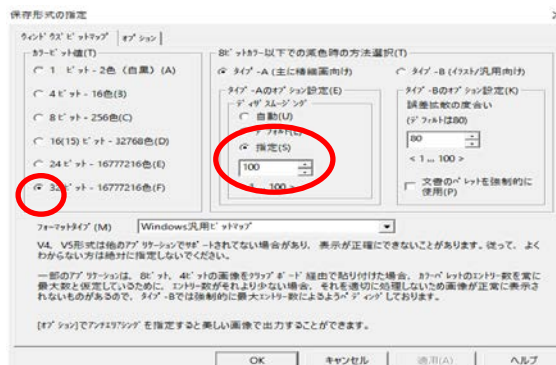 保存形式の指定
ウィンドウズビットマップ オプション
カラービット値(T)
1 ビット - 2色 (白黒) (A)
4 ビット - 16色(B)
8 ビット - 256色(C)
16(15) ビット - 32768色(D)
24 ビット - 16777216色(E)
32 ビット - 16777216色(F)
8ビットカラー以下での減色時の方法選択(T)
タイプ-A (主に精細画向け)
タイプ-Aのオプション設定(E)
ディザスムージング
自動(U)
指定(S)
100
< 1 ... 100 >
タイプ-B (イラスト/汎用向け)
タイプ-Bのオプション設定(K)
誤差拡散の度合い
(デフォルトは80)
80
< 1 ... 100 >
文書のパレットを強制的に
使用(P)
フォーマットタイプ (M) Windows汎用ビットマップ
V4、V5形式は他のアプリケーションでサポートされてない場合があり、表示が正確にできないことがあります。従って、よく
わからない方は絶対に指定しないでください。
一部のアプリケーションは、8ビット、4ビットの画像をクリップボード経由で貼り付けた場合、カラーパレットのエントリー数を常に
最大数と仮定しているために、エントリー数がそれより少ない場合、それを適切に処理しないため画像が正常に表示さ
れないものがあるので、タイプ-Bでは強制的に最大エントリー数によるようパディングしております。
[オプション]でアンチエリアシングを指定すると美しい画像で出力することができます。
OK キャンセル 適用(A) ヘルプ